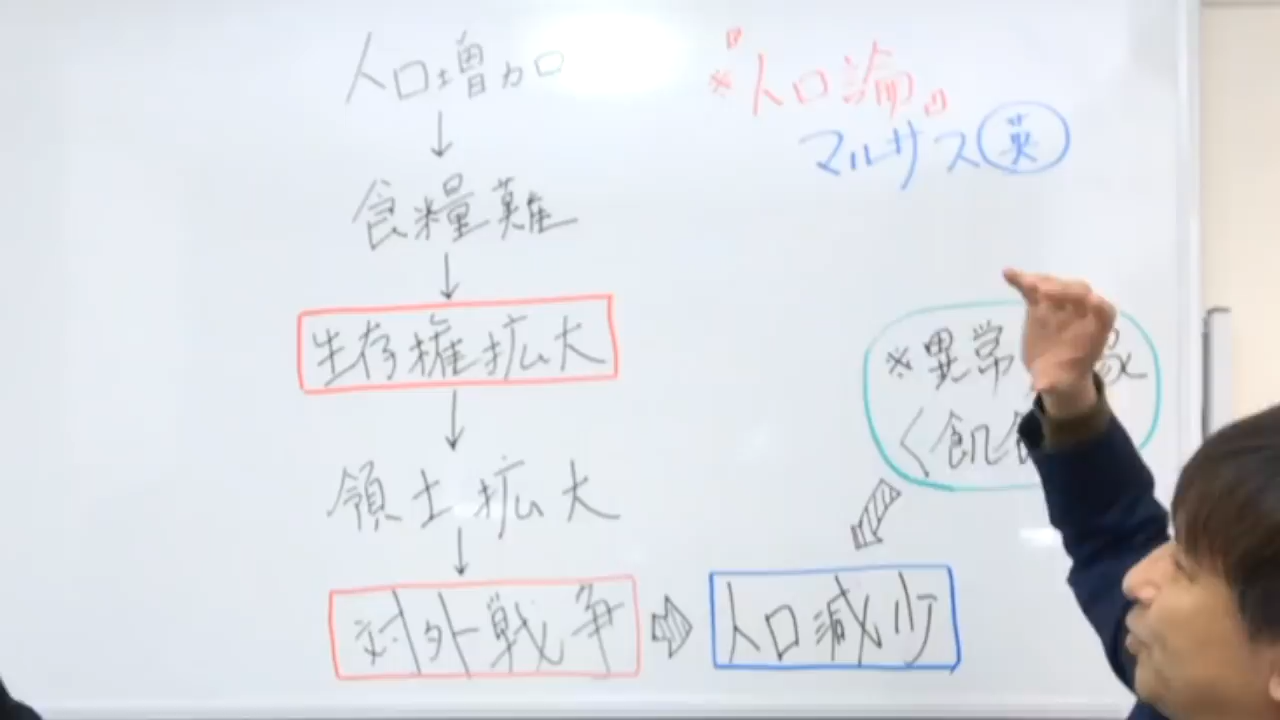 人口増加
↓
食糧難
↓
生存権拡大
↓
領土拡大
↓
対外戦争 ⇨ 人口減少
※『人口論』
マルサス 英
※異常 象
〈飢